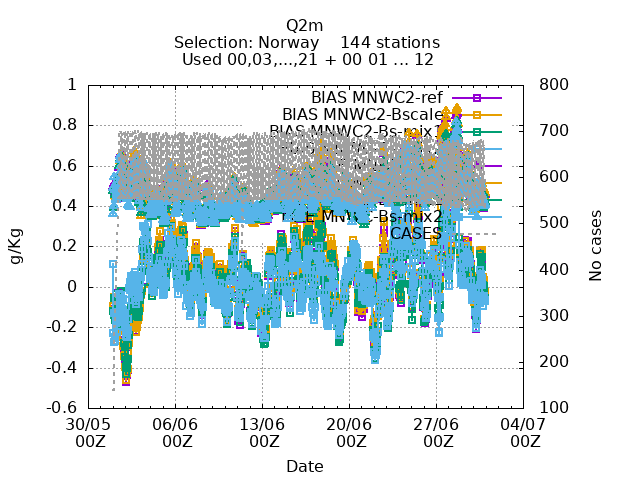 Q2m
Selection: Norway    144 stations
Used 00,03,...,21 + 00 01 ... 12
1
0.8
0.6
0.4
0.2
0
-0.2
-0.4
-0.6
g/Kg
800
700
600
500
400
300
200
100
No cases
BIAS MNWC2-ref
BIAS MNWC2-Bscale
BIAS MNWC2-Bs-mix1
MNWC2-Bs-mix2
CASES
30/05 00Z
06/06 00Z
13/06 00Z
20/06 00Z
27/06 00Z
04/07 00Z
Date